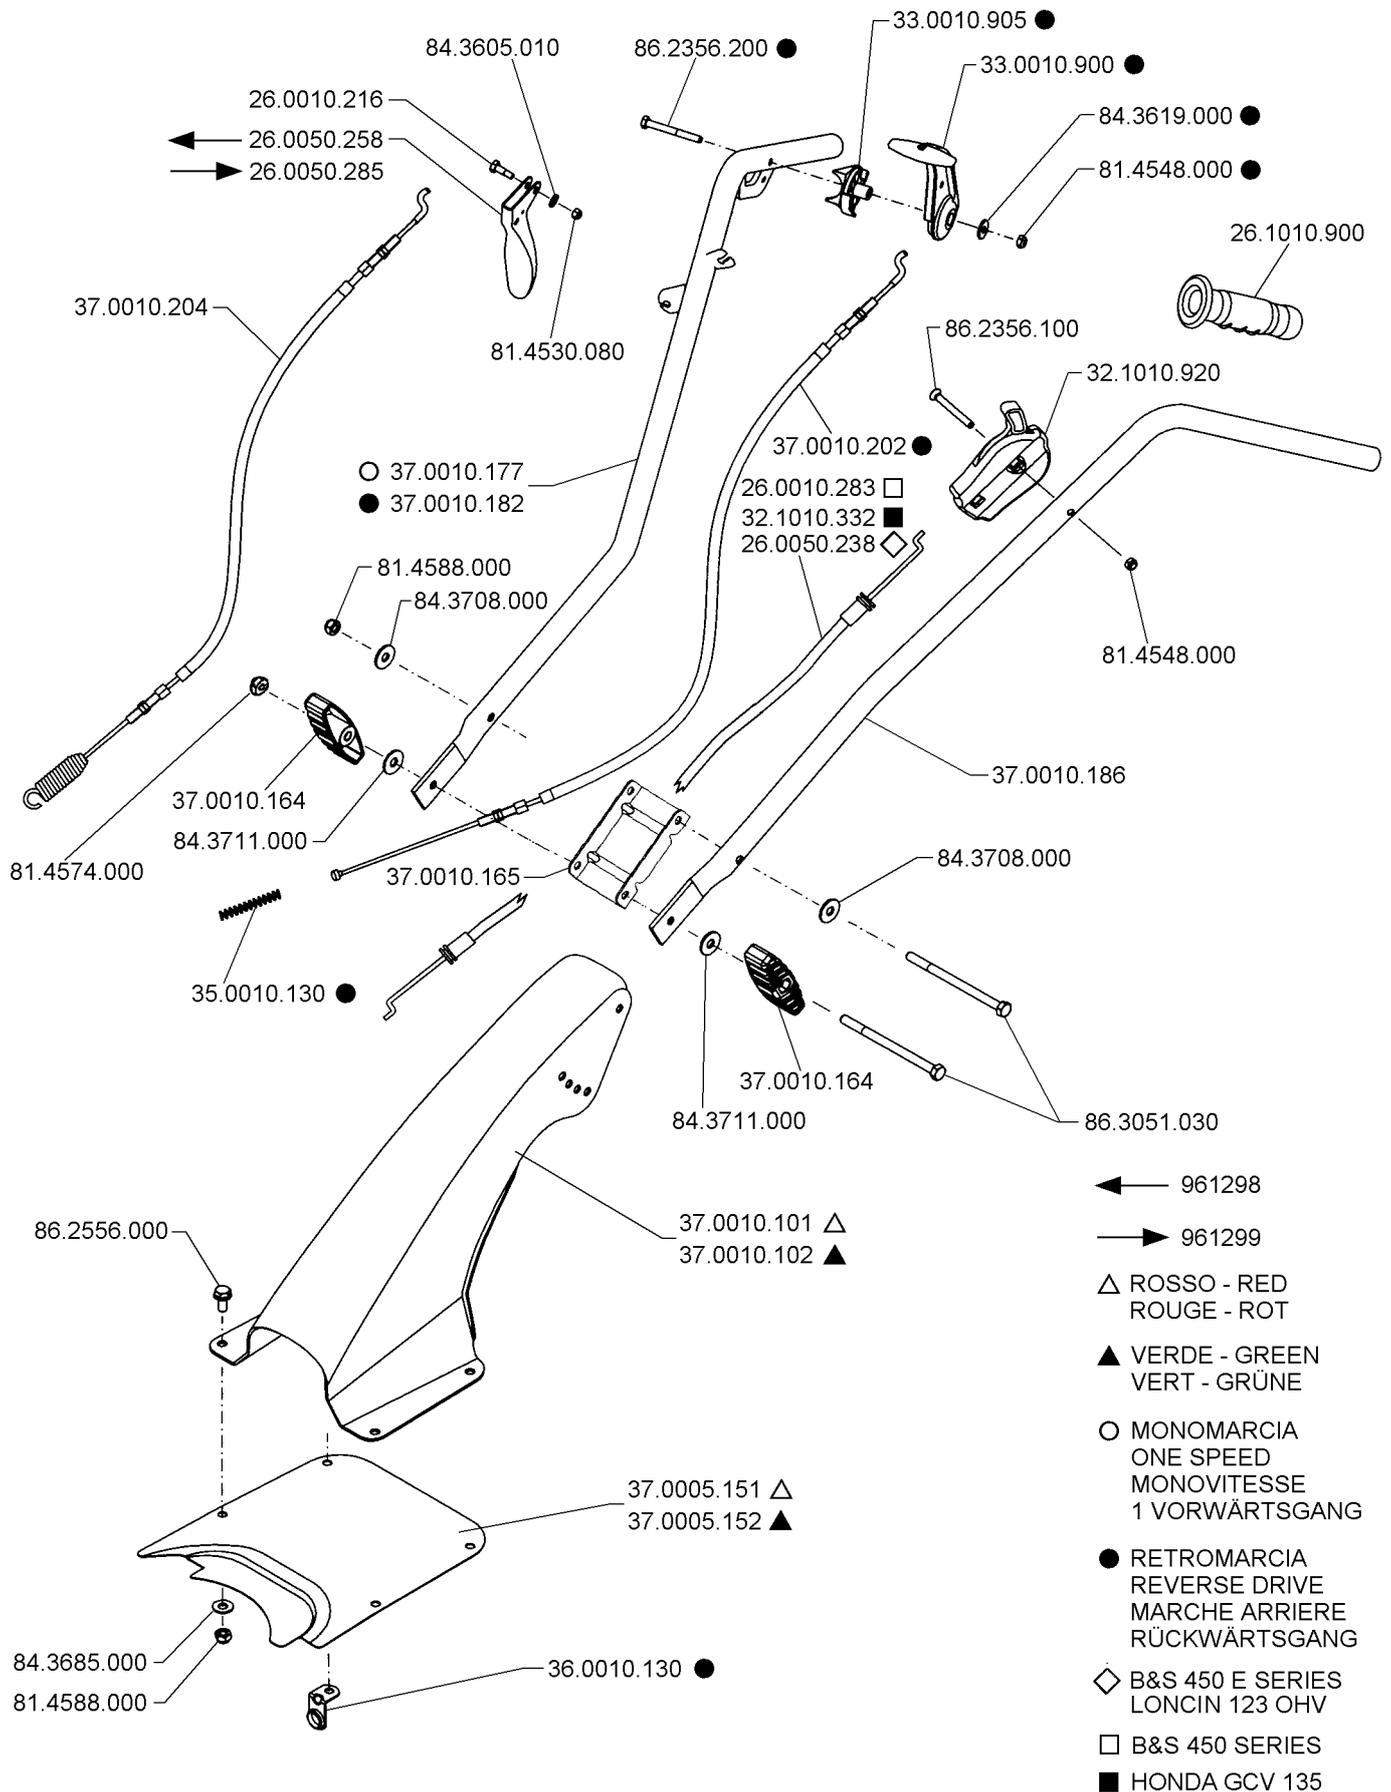 33.0010.905 ●
84.3605.010
86.2356.200 ●
33.0010.900 ●
26.0010.216
84.3619.000 ●
26.0050.258
26.0050.285
81.4548.000 ●
26.1010.900
37.0010.204
86.2356.100
81.4530.080
32.1010.920
37.0010.202 ●
○ 37.0010.177
● 37.0010.182
26.0010.283 □
32.1010.332 ■
26.0050.238 ◇
81.4588.000
84.3708.000
81.4548.000
37.0010.186
37.0010.164
84.3711.000
81.4574.000
37.0010.165
84.3708.000
35.0010.130 ●
37.0010.164
84.3711.000
86.3051.030
961298
37.0010.101 △
37.0010.102 ▲
86.2556.000
961299
△ ROSSO - RED
ROUGE - ROT
▲ VERDE - GREEN
VERT - GRÜNE
○ MONOMARCIA
ONE SPEED
MONOVITESSE
1 VORWÄRTSGANG
37.0005.151 △
37.0005.152 ▲
● RETROMARCIA
REVERSE DRIVE
MARCHE ARRIERE
RÜCKWÄRTSGANG
84.3685.000
81.4588.000
36.0010.130 ●
◇ B&S 450 E SERIES
LONCIN 123 OHV
□ B&S 450 SERIES
■ HONDA GCV 135